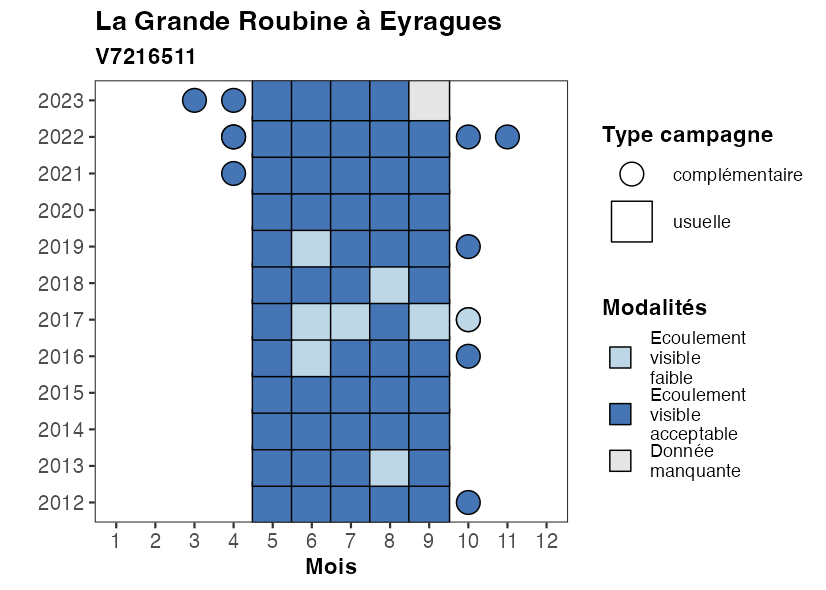 La Grande Roubine à Eyragues
V7216511
2023
2022
2021
2020
2019
2018
2017
2016
2015
2014
2013
2012
1 2 3 4 5 6 7 8 9 10 11 12
Mois
Type campagne
complémentaire
usuelle
Modalités
Ecoulement
visible
faible
Ecoulement
visible
acceptable
Donnée
manquante